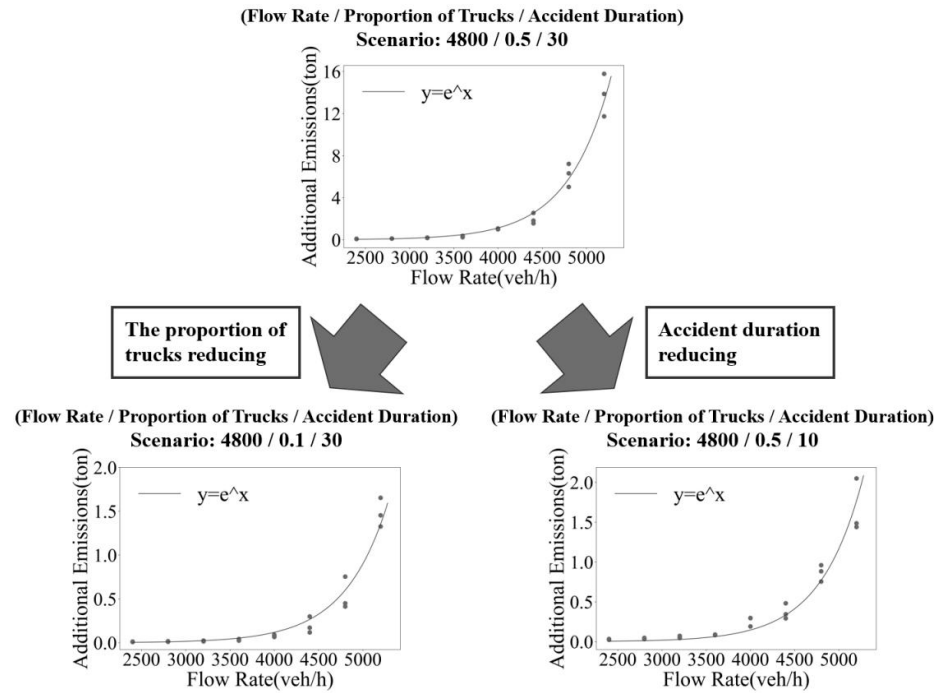 (Flow Rate / Proportion of Trucks / Accident Duration)
Scenario: 4800 / 0.5 / 30
Additional Emissions(ton)
16
12
8
4
0
y=e^x
2500 3000 3200 4000 4500 5000
Flow Rate(veh/h)
The proportion of
trucks reducing
Accident duration
reducing
(Flow Rate / Proportion of Trucks / Accident Duration)
Scenario: 4800 / 0.1 / 30
Additional Emissions(ton)
2.0
1.5
1.0
0.5
0.0
y=e^x
2500 3000 3200 4000 4500 5000
Flow Rate(veh/h)
(Flow Rate / Proportion of Trucks / Accident Duration)
Scenario: 4800 / 0.5 / 10
Additional Emissions(ton)
2.0
1.5
1.0
0.5
0.0
y=e^x
2500 3000 3200 4000 4500 5000
Flow Rate(veh/h)